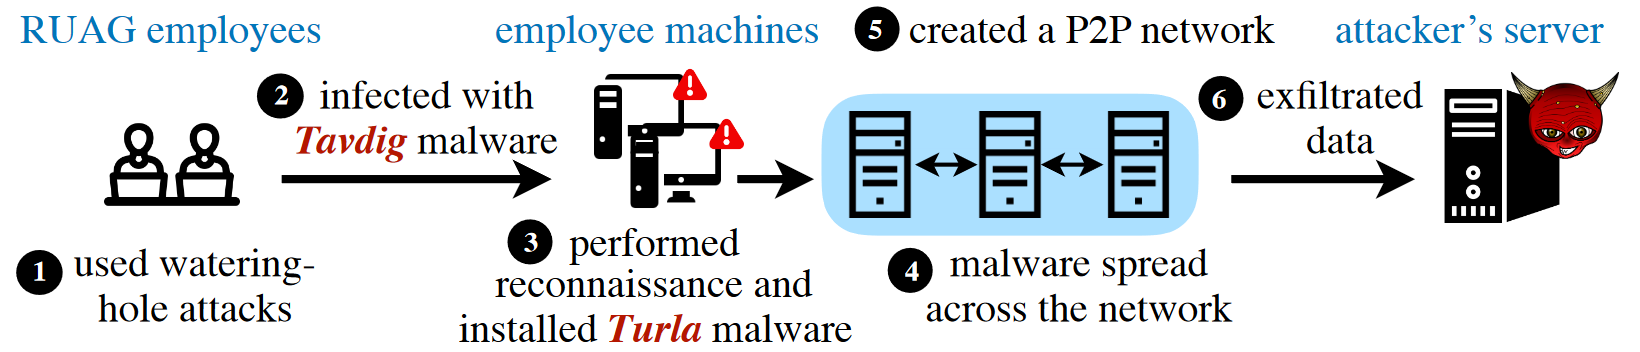 RUAG employees
employee machines
5 created a P2P network
attacker's server
2 infected with
Tavdig malware
6 exfiltrated
data
1 used watering-
hole attacks
3 performed
reconnaissance and
installed Turla malware
4 malware spread
across the network